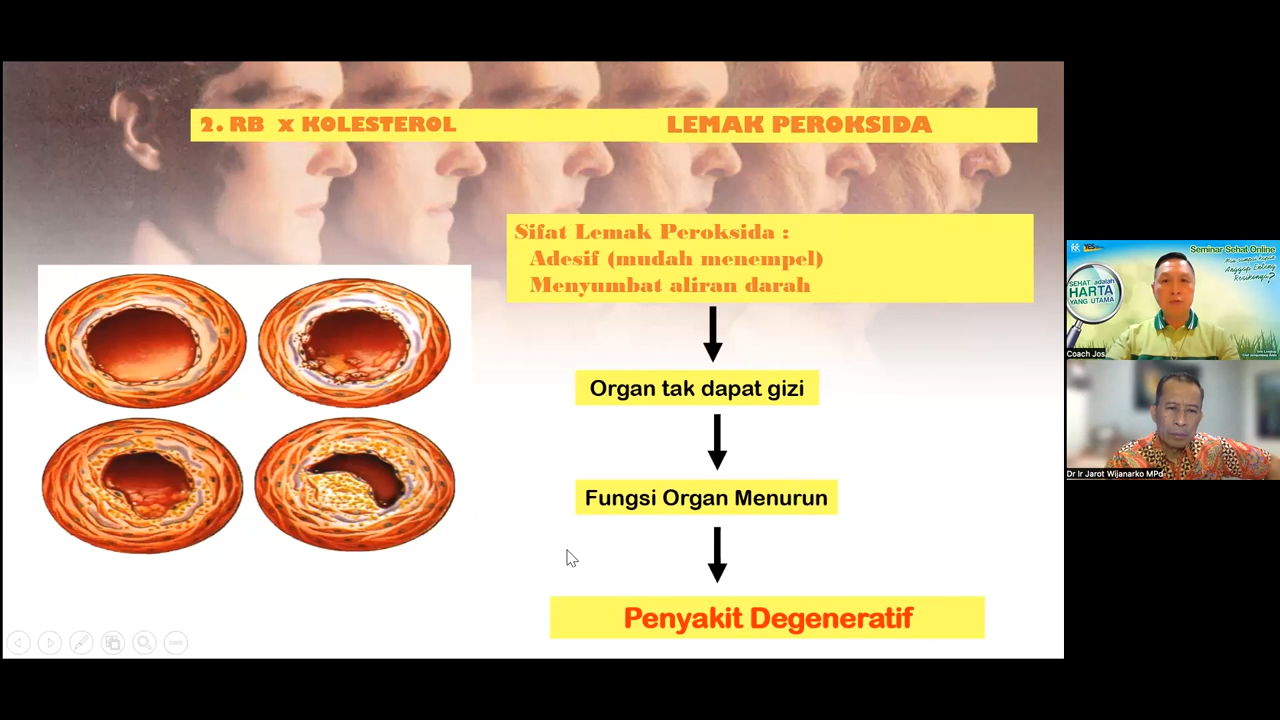 2. RB x KOLESTEROL
LEMAK PEROKSIDA
Sifat Lemak Peroksida :
Adesif (mudah menempel)
Menyumbat aliran darah
Organ tak dapat gizi
Fungsi Organ Menurun
Penyakit Degeneratif
YES
Seminar Sehat Online
SEHAT adalah
HARTA
YANG UTAMA
Coach Jos
Dr Ir Jarot Wijanarko MPd